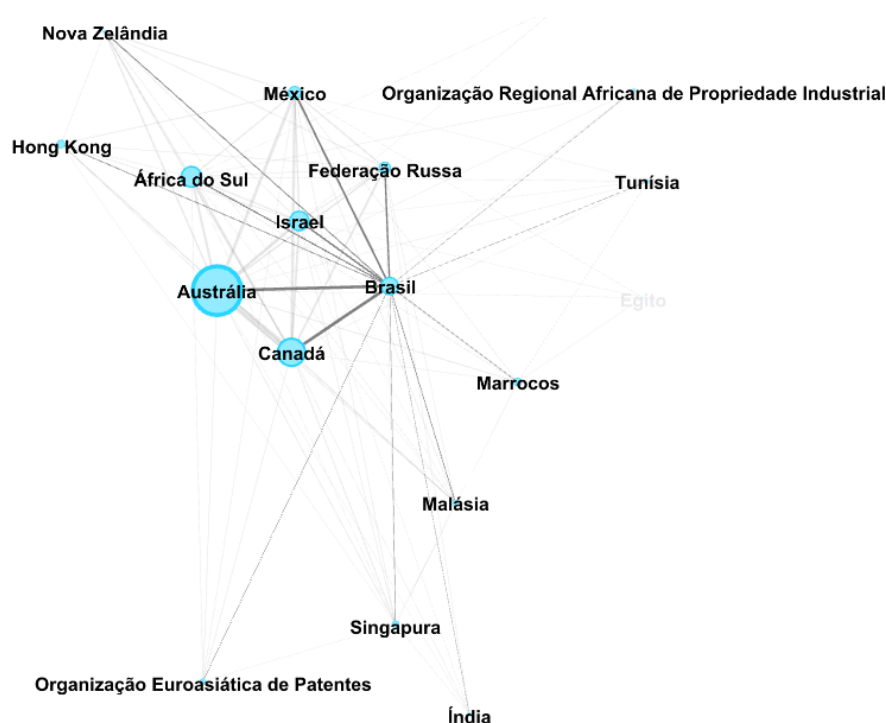 Nova Zelândia
México
Organização Regional Africana de Propriedade Industrial
Hong Kong
África do Sul
Federação Russa
Tunísia
Israel
Austrália
Brasil
Egito
Canadá
Marrocos
Malásia
Singapura
Organização Euroasiática de Patentes
Índia